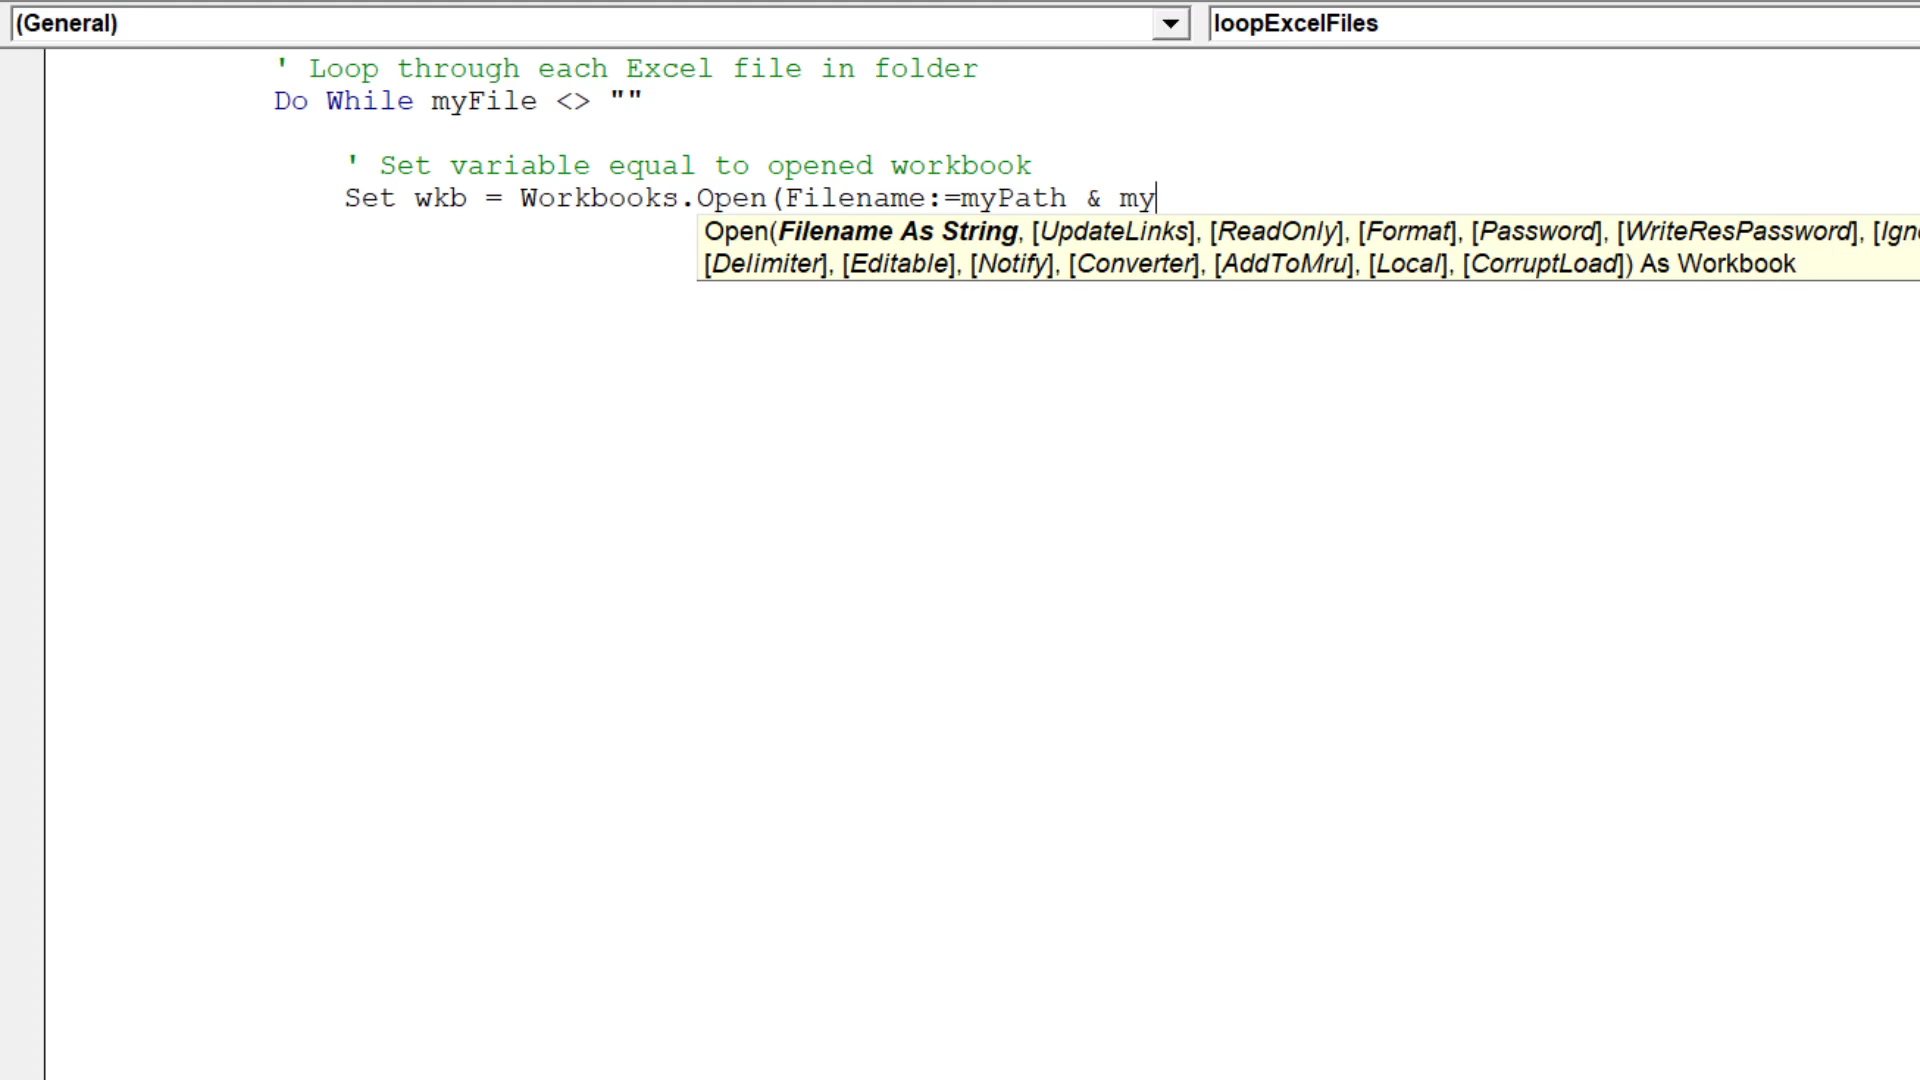 (General)
loopExcelFiles
' Loop through each Excel file in folder
Do While myFile <> ""
' Set variable equal to opened workbook
Set wkb = Workbooks.Open(Filename:=myPath & my
Open(Filename As String, [UpdateLinks], [ReadOnly], [Format], [Password], [WriteResPassword],
[Delimiter], [Editable], [Notify], [Converter], [AddToMru], [Local], [CorruptLoad]) As Workbook